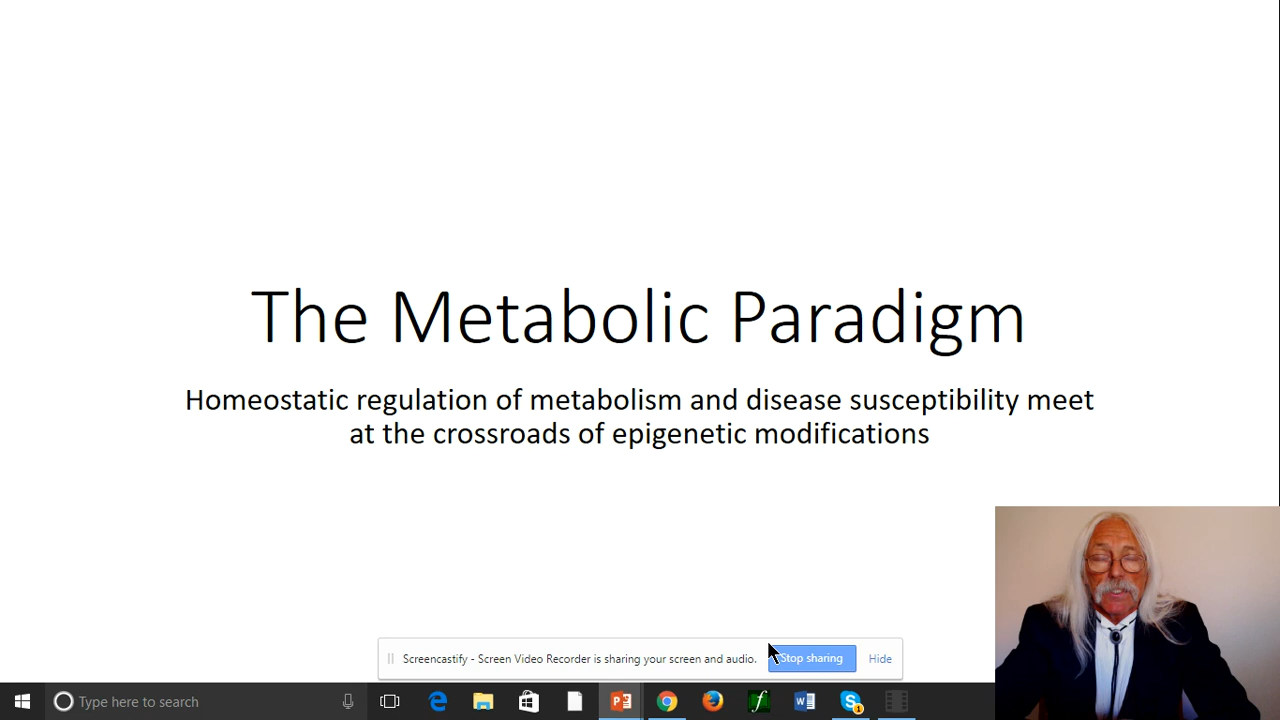 The Metabolic Paradigm
Homeostatic regulation of metabolism and disease susceptibility meet
at the crossroads of epigenetic modifications
Screencastify - Screen Video Recorder is sharing your screen and audio.
Stop sharing
Hide
Type here to search